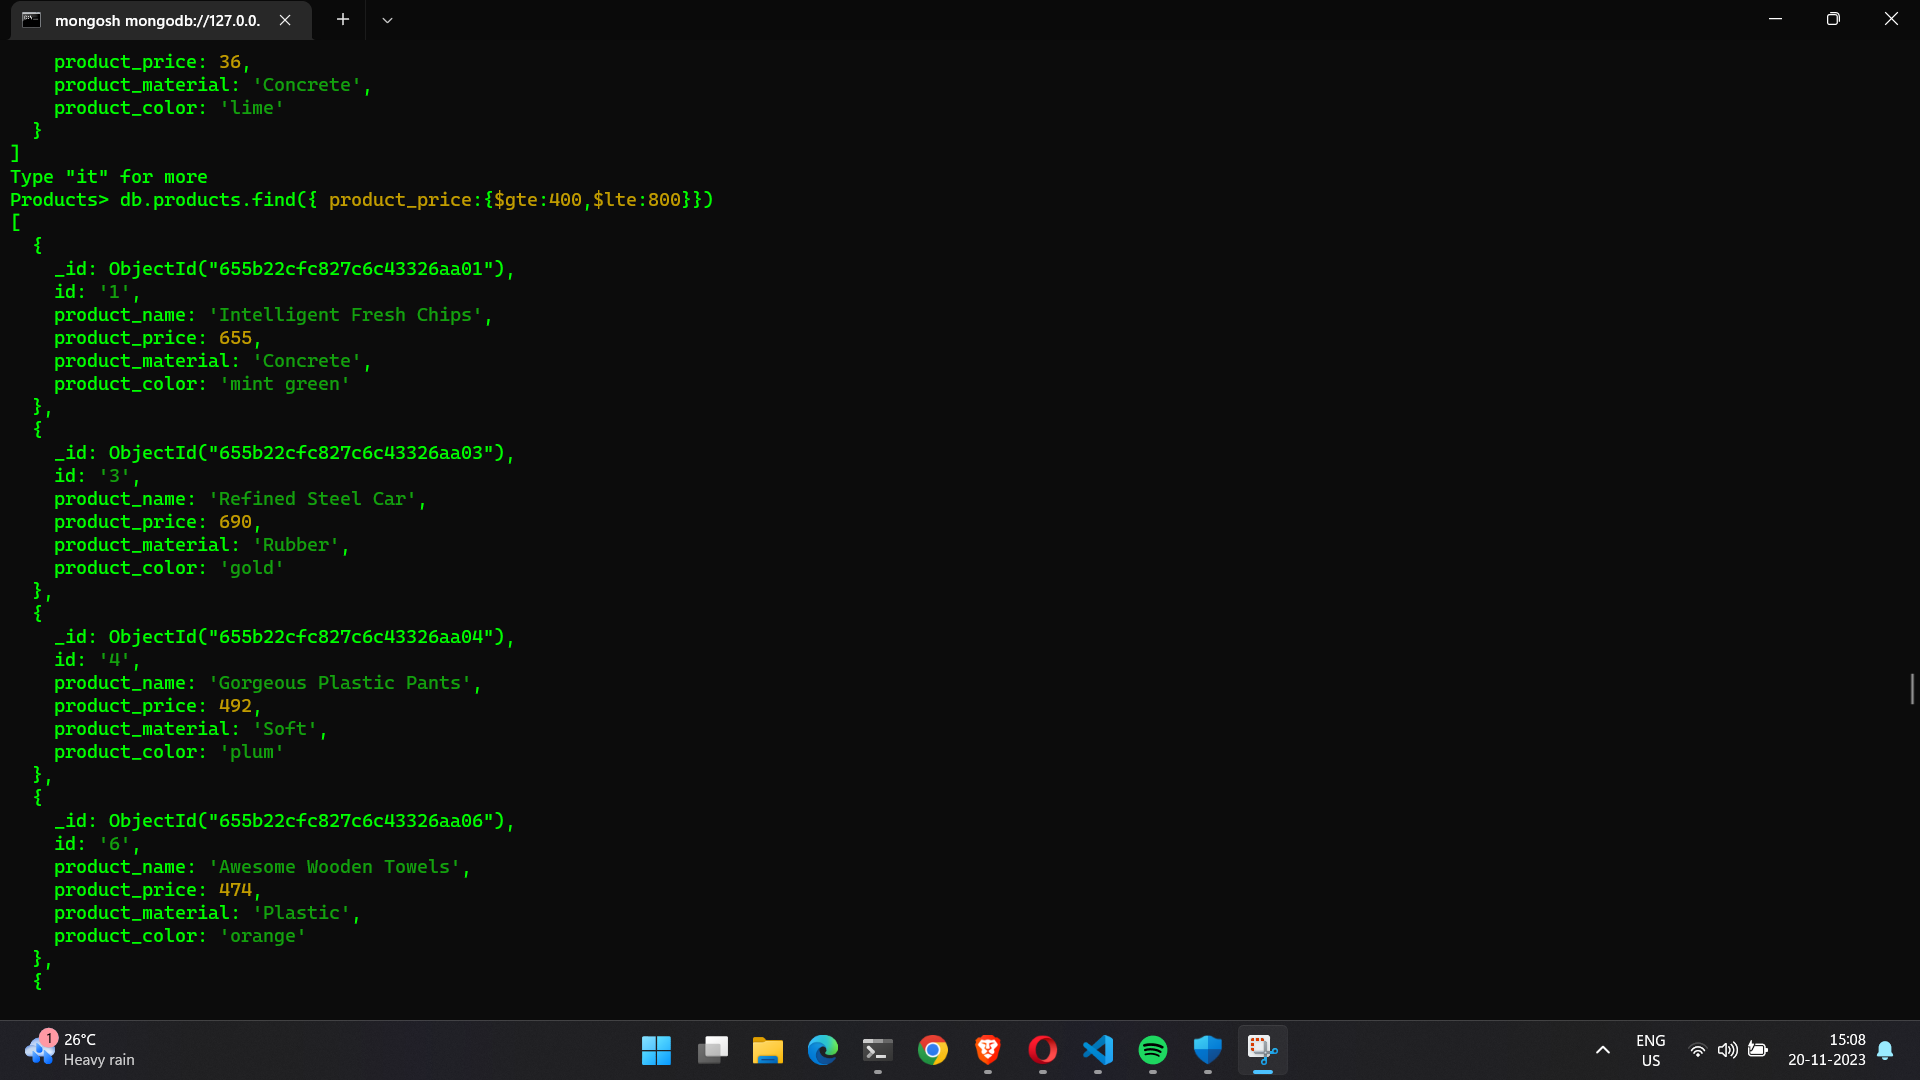 mongosh mongodb://127.0.0.
    product_price: 36,
    product_material: 'Concrete',
    product_color: 'lime'
  }
]
Type "it" for more
Products> db.products.find({ product_price:{$gte:400,$lte:800}})
[
  {
    _id: ObjectId("655b22cfc827c6c43326aa01"),
    id: '1',
    product_name: 'Intelligent Fresh Chips',
    product_price: 655,
    product_material: 'Concrete',
    product_color: 'mint green'
  },
  {
    _id: ObjectId("655b22cfc827c6c43326aa03"),
    id: '3',
    product_name: 'Refined Steel Car',
    product_price: 690,
    product_material: 'Rubber',
    product_color: 'gold'
  },
  {
    _id: ObjectId("655b22cfc827c6c43326aa04"),
    id: '4',
    product_name: 'Gorgeous Plastic Pants',
    product_price: 492,
    product_material: 'Soft',
    product_color: 'plum'
  },
  {
    _id: ObjectId("655b22cfc827c6c43326aa06"),
    id: '6',
    product_name: 'Awesome Wooden Towels',
    product_price: 474,
    product_material: 'Plastic',
    product_color: 'orange'
  },
  {
1
26°C
Heavy rain
ENG
US
15:08
20-11-2023